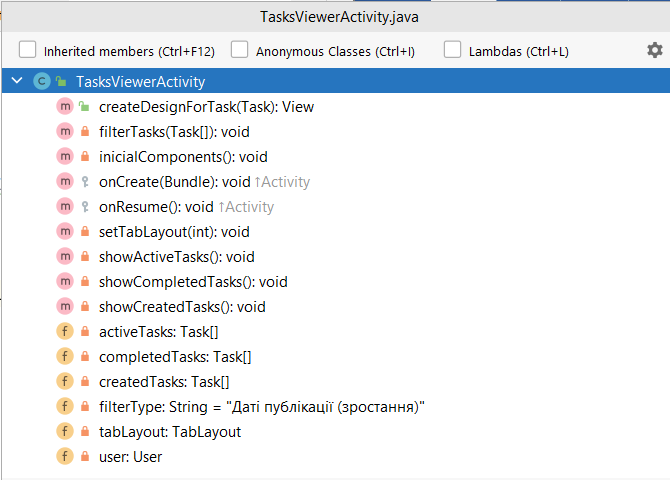 TasksViewerActivity.java
Inherited members (Ctrl+F12) Anonymous Classes (Ctrl+I) Lambdas (Ctrl+L)
C TasksViewerActivity
m createDesignForTask(Task): View
m filterTasks(Task[]): void
m inicialComponents(): void
m onCreate(Bundle): void ↑Activity
m onResume(): void ↑Activity
m setTabLayout(int): void
m showActiveTasks(): void
m showCompletedTasks(): void
m showCreatedTasks(): void
f activeTasks: Task[]
f completedTasks: Task[]
f createdTasks: Task[]
f filterType: String = "Даті публікації (зростання)"
f tabLayout: TabLayout
f user: User